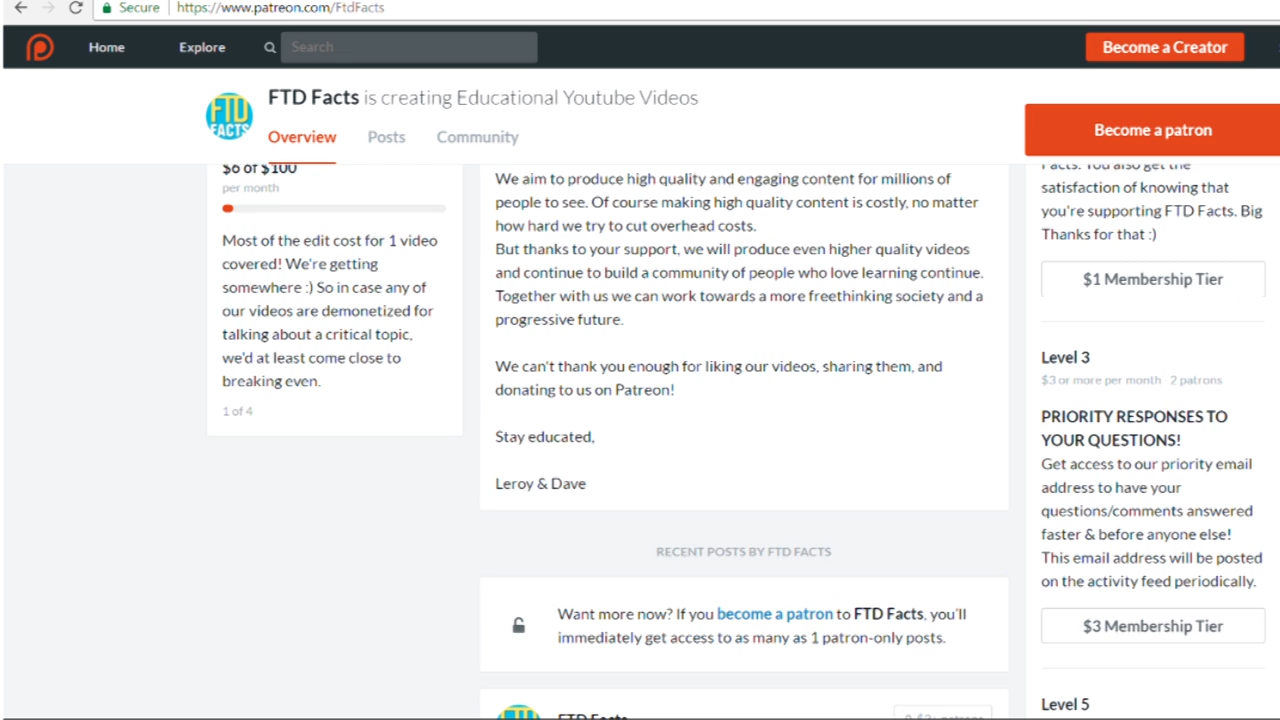 Secure
https://www.patreon.com/FtdFacts
Home
Explore
Search
Become a Creator
FTD FACTS
FTD Facts is creating Educational Youtube Videos
Overview
Posts
Community
Become a patron
$6 of $100
per month
Most of the edit cost for 1 video
covered! We're getting
somewhere :) So in case any of
our videos are demonetized for
talking about a critical topic,
we'd at least come close to
breaking even.
1 of 4
We aim to produce high quality and engaging content for millions of
people to see. Of course making high quality content is costly, no matter
how hard we try to cut overhead costs.
But thanks to your support, we will produce even higher quality videos
and continue to build a community of people who love learning continue.
Together with us we can work towards a more freethinking society and a
progressive future.
We can't thank you enough for liking our videos, sharing them, and
donating to us on Patreon!
Stay educated,
Leroy & Dave
RECENT POSTS BY FTD FACTS
Want more now? If you become a patron to FTD Facts, you'll
immediately get access to as many as 1 patron-only posts.
FTD Facts
Facts. You also get the
satisfaction of knowing that
you're supporting FTD Facts. Big
Thanks for that :)
$1 Membership Tier
Level 3
$3 or more per month 2 patrons
PRIORITY RESPONSES TO
YOUR QUESTIONS!
Get access to our priority email
address to have your
questions/comments answered
faster & before anyone else!
This email address will be posted
on the activity feed periodically.
$3 Membership Tier
Level 5